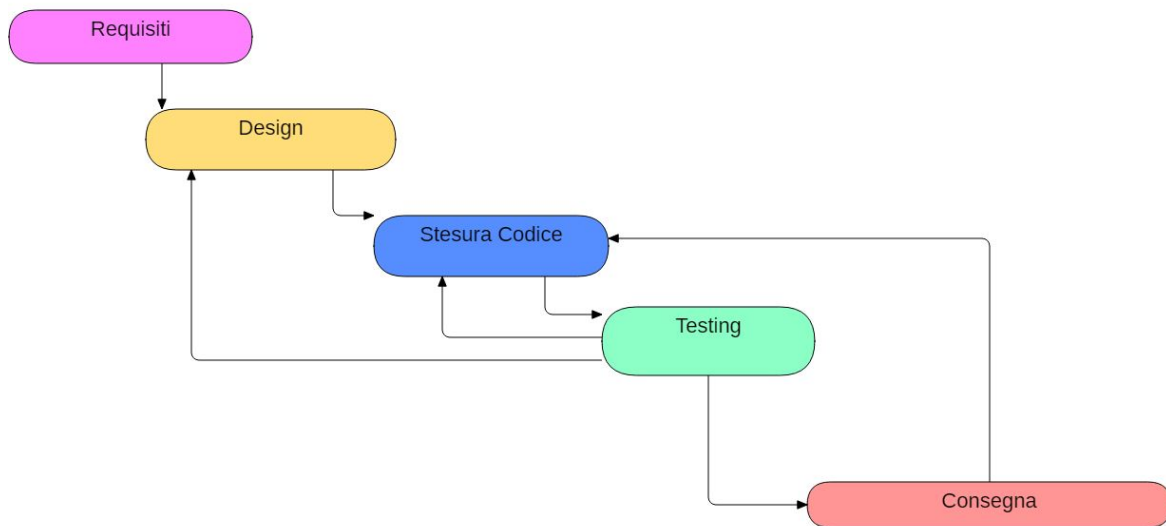 Requisiti
Design
Stesura Codice
Testing
Consegna